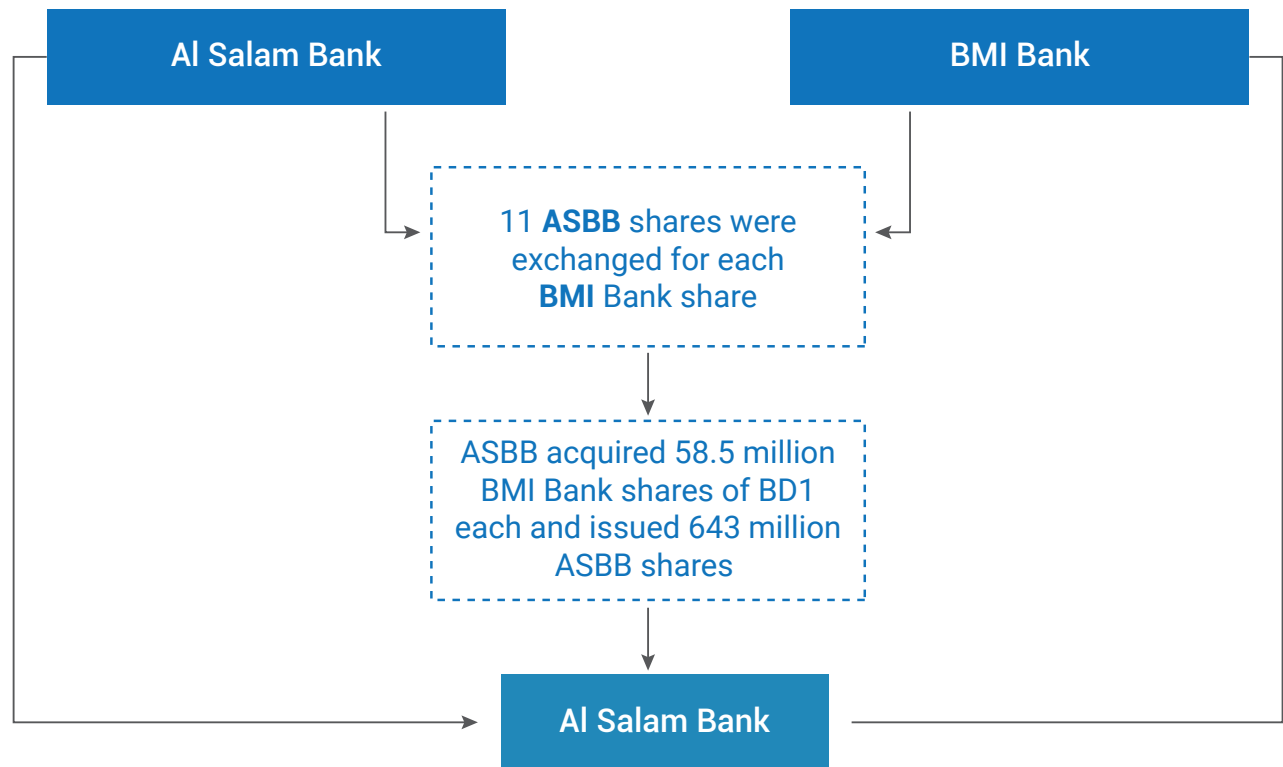 Al Salam Bank
BMI Bank
11 ASBB shares were
exchanged for each
BMI Bank share
ASBB acquired 58.5 million
BMI Bank shares of BD1
each and issued 643 million
ASBB shares
Al Salam Bank